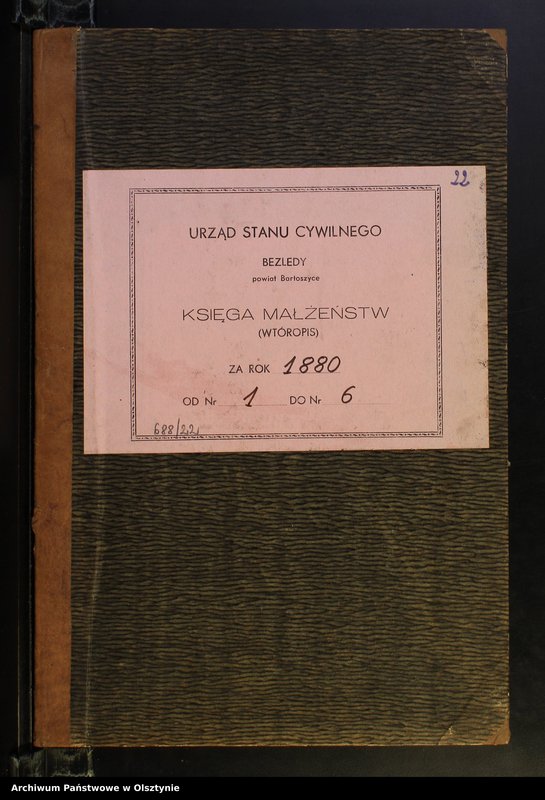 22
URZĄD STANU CYWILNEGO
BEZLEDY
powiat Bartoszyce
KSIĘGA MAŁŻEŃSTW
(WTÓROPIS)
ZA ROK 1880
OD Nr 1 DO Nr 6
688/22
Archiwum Państwowe w Olsztynie